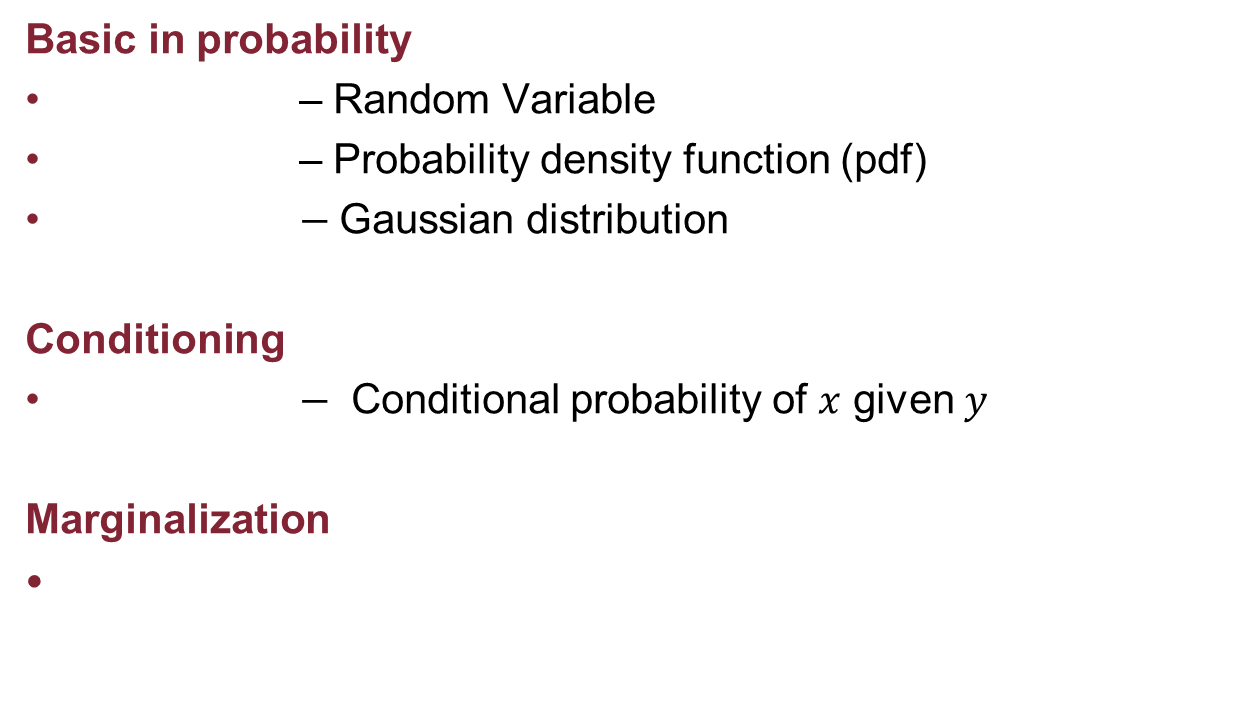 Basic in probability
• – Random Variable
• – Probability density function (pdf)
• – Gaussian distribution
Conditioning
• – Conditional probability of 𝑥 given 𝑦
Marginalization
•